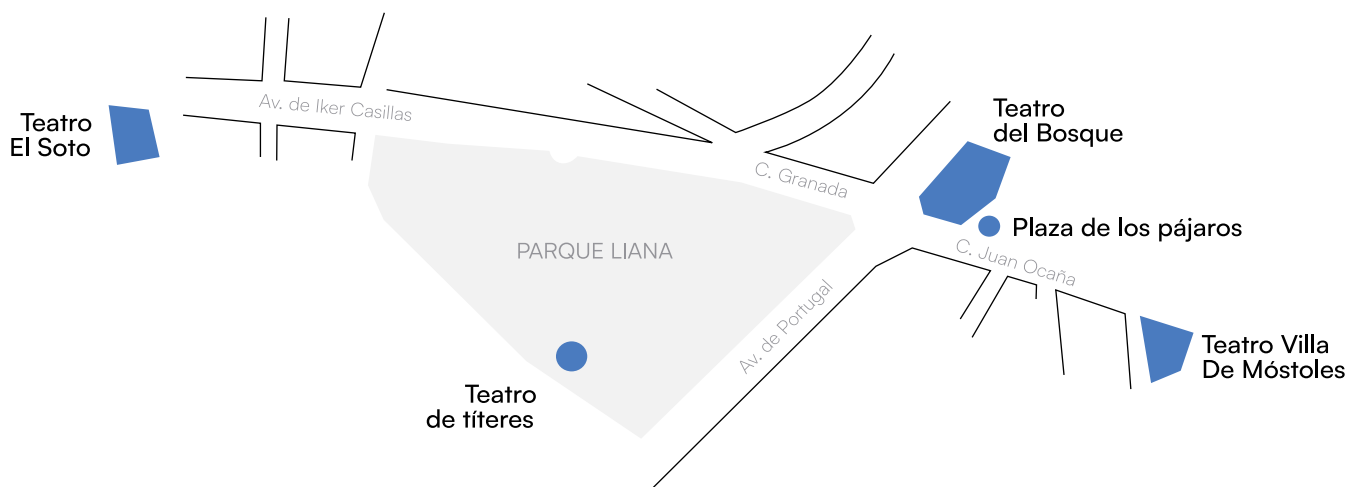 Av. de Iker Casillas
Teatro
El Soto
Teatro
del Bosque
C. Granada
Plaza de los pájaros
PARQUE LIANA
C. Juan Ocaña
Av. de Portugal
Teatro Villa
De Móstoles
Teatro
de títeres